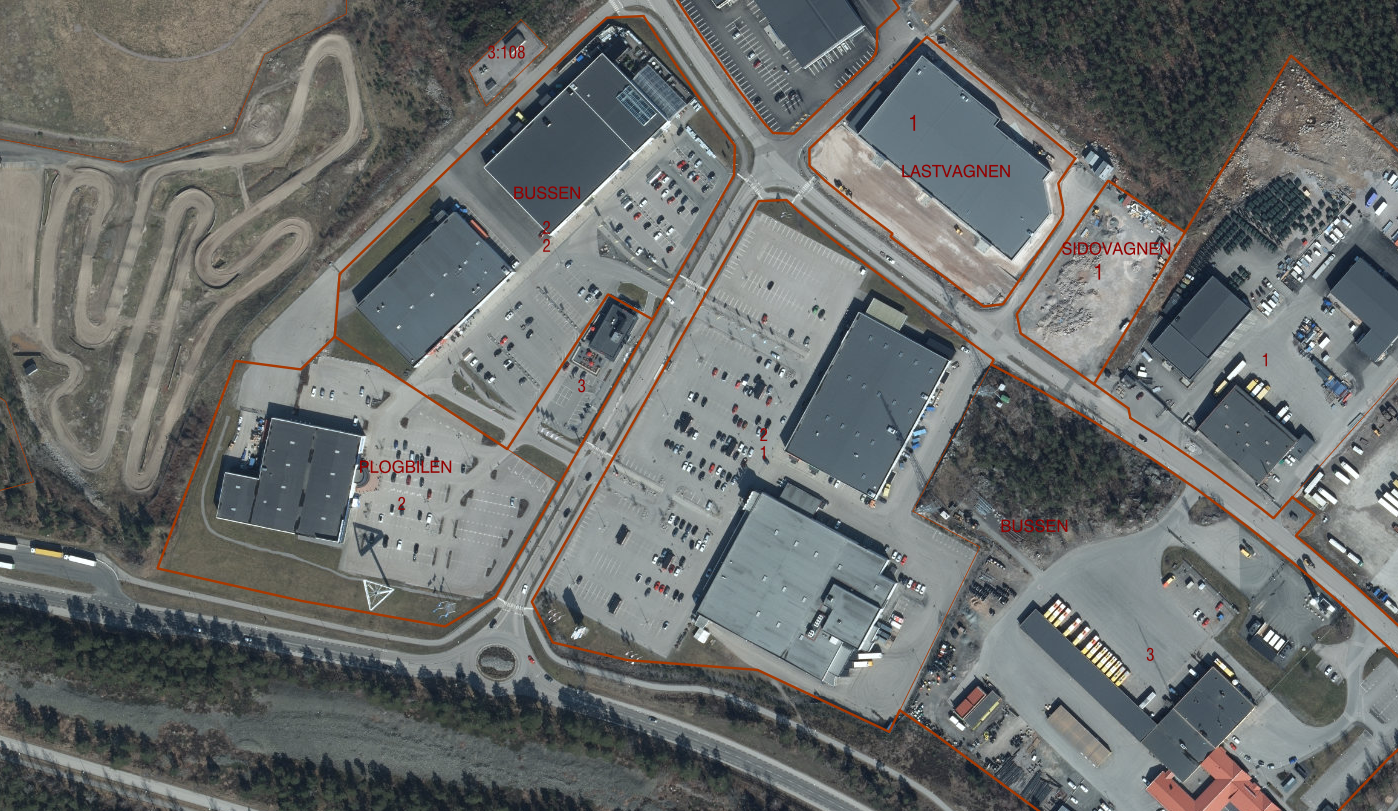 3:108
1
LASTVAGNEN
BUSSEN
2
2
SIDOVAGNEN
1
3
1
2
1
PLOGBILEN
2
BUSSEN
3